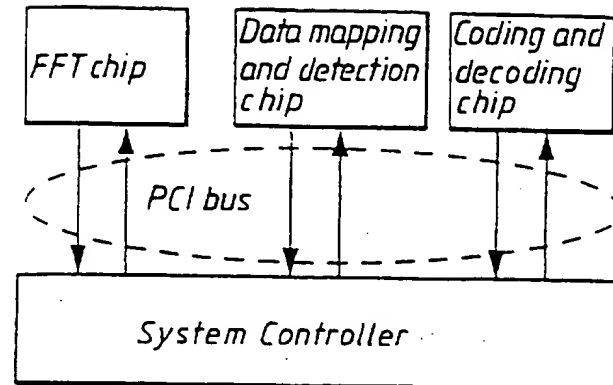 FFT chip
Data mapping
and detection
chip
Coding and
decoding
chip
PCI bus
System Controller